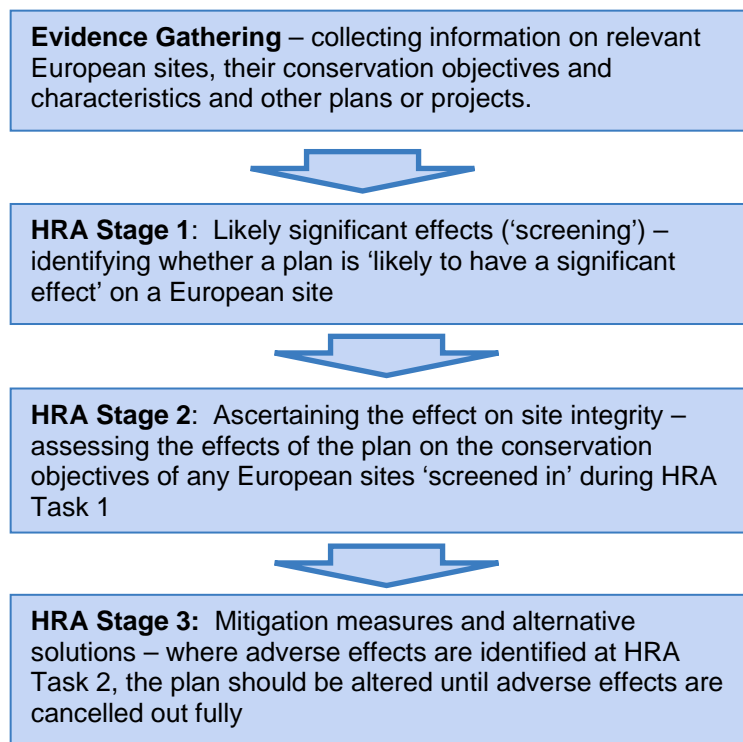 Evidence Gathering – collecting information on relevant
European sites, their conservation objectives and
characteristics and other plans or projects.
HRA Stage 1:  Likely significant effects (‘screening’) –
identifying whether a plan is ‘likely to have a significant
effect’ on a European site
HRA Stage 2:  Ascertaining the effect on site integrity –
assessing the effects of the plan on the conservation
objectives of any European sites ‘screened in’ during HRA
Task 1
HRA Stage 3:  Mitigation measures and alternative
solutions – where adverse effects are identified at HRA
Task 2, the plan should be altered until adverse effects are
cancelled out fully